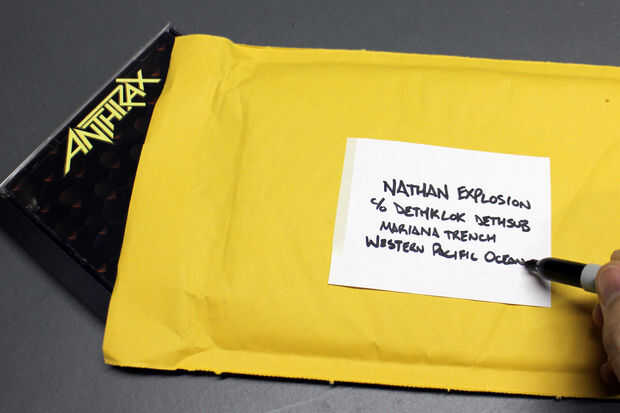 ANTHRAX
NATHAN EXPLOSION
c/o DETHKLOK DETHSUB
MARIANA TRENCH
WESTERN PACIFIC OCEAN